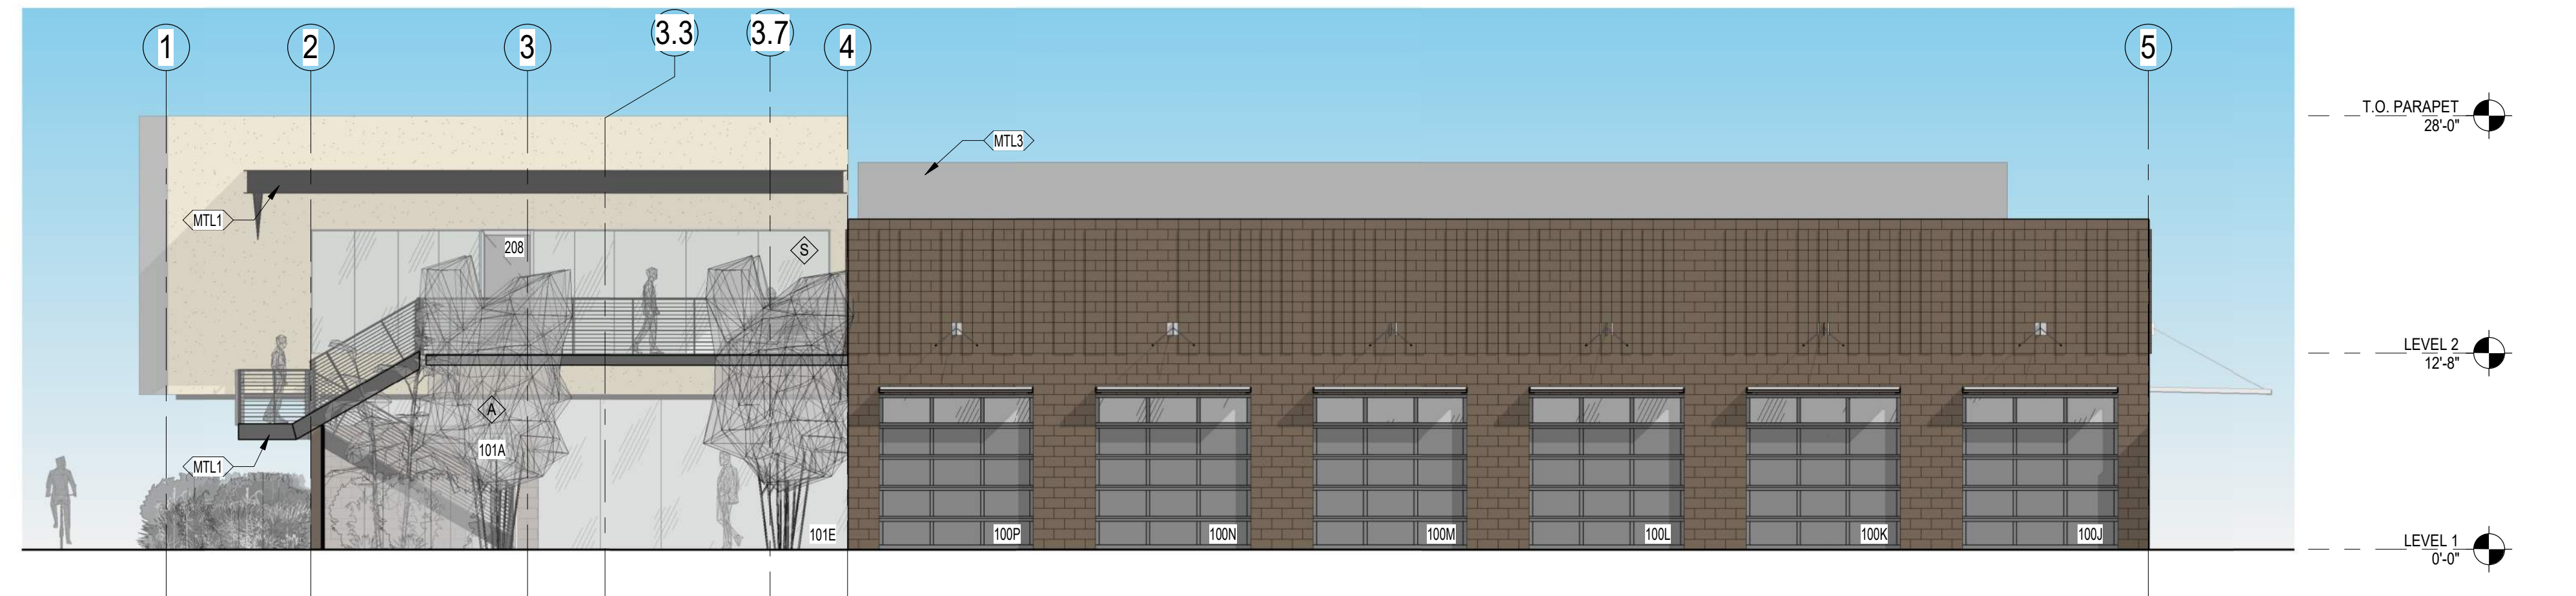 1
2
3
3.3
3.7
4
5
T.O. PARAPET
28'-0"
MTL3
MTL1
208
S
LEVEL 2
12'-8"
A
101A
MTL1
101E
100P
100N
100M
100L
100K
100J
LEVEL 1
0'-0"